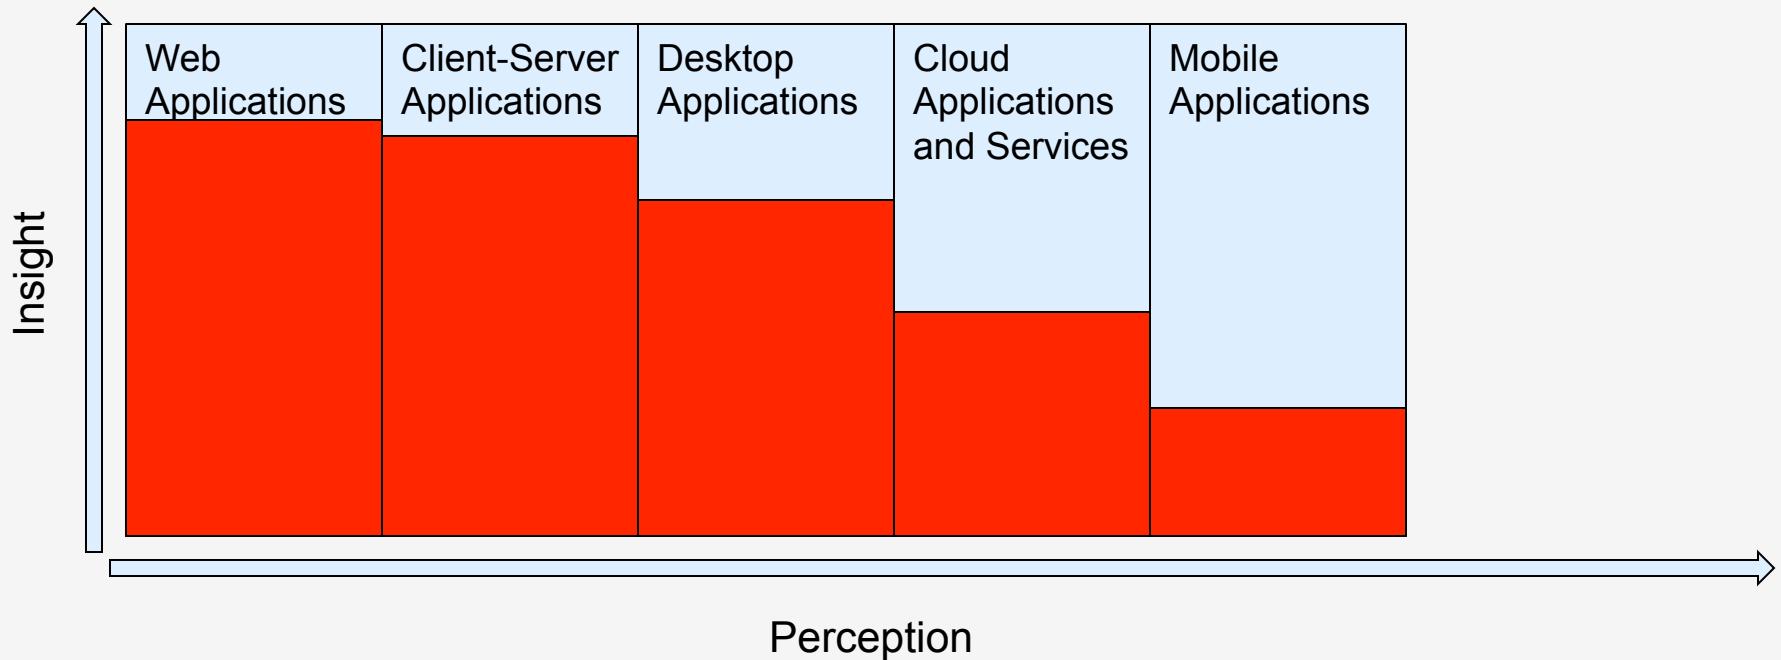 Web
Applications
Client-Server
Applications
Desktop
Applications
Cloud
Applications
and Services
Mobile
Applications
Insight
Perception